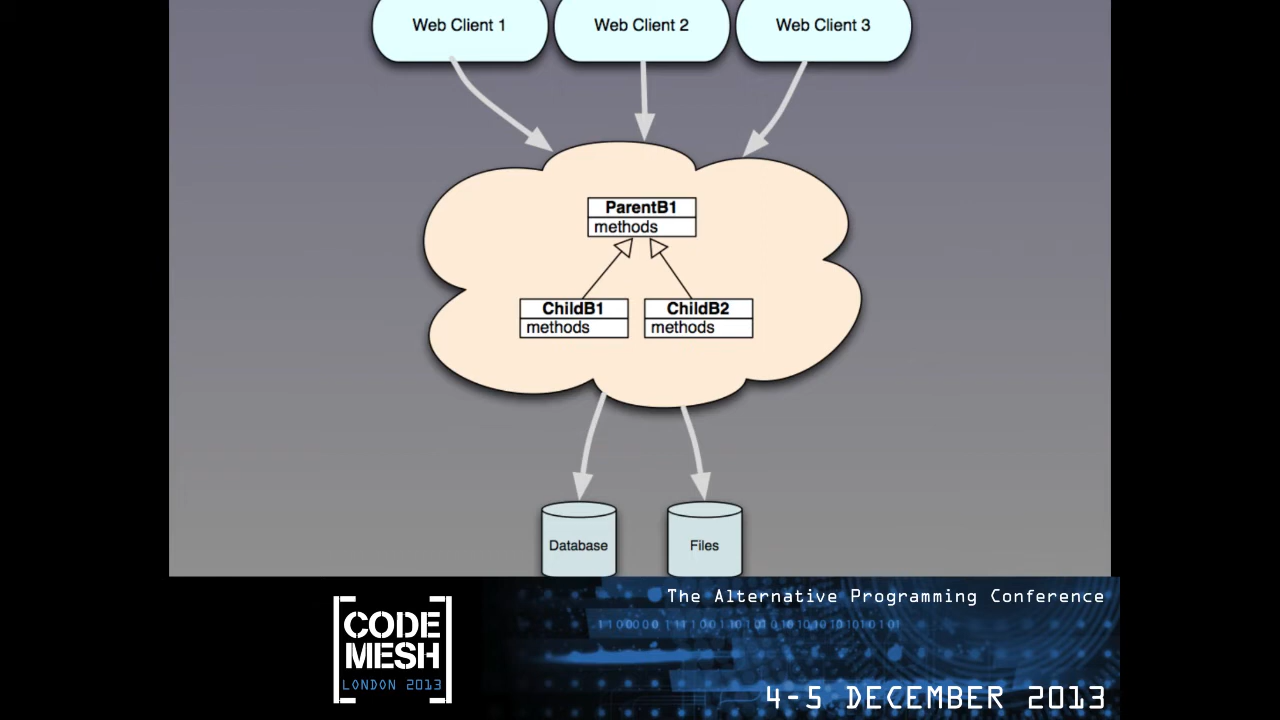 Web Client 1
Web Client 2
Web Client 3
ParentB1
methods
ChildB1
methods
ChildB2
methods
Database
Files
CODE
MESH
LONDON 2013
The Alternative Programming Conference
4-5 DECEMBER 2013